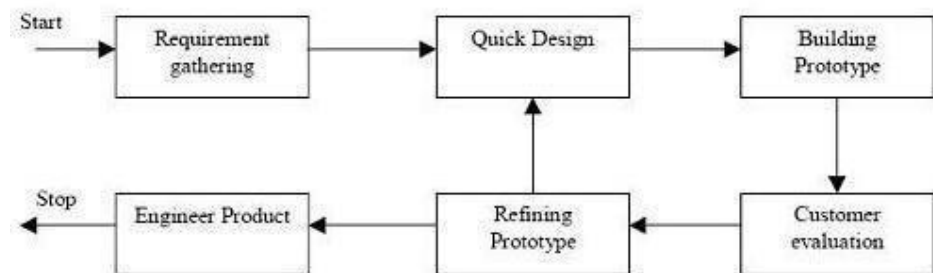 Start
Requirement
gathering
Quick Design
Building
Prototype
Stop
Engineer Product
Refining
Prototype
Customer
evaluation